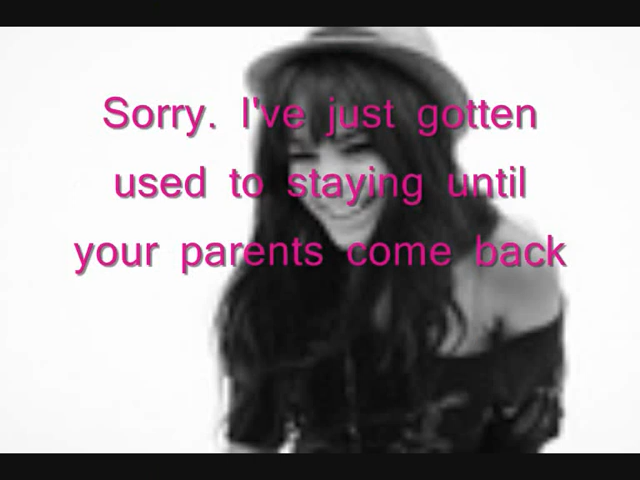 Sorry. I've just gotten
used to staying until
your parents come back